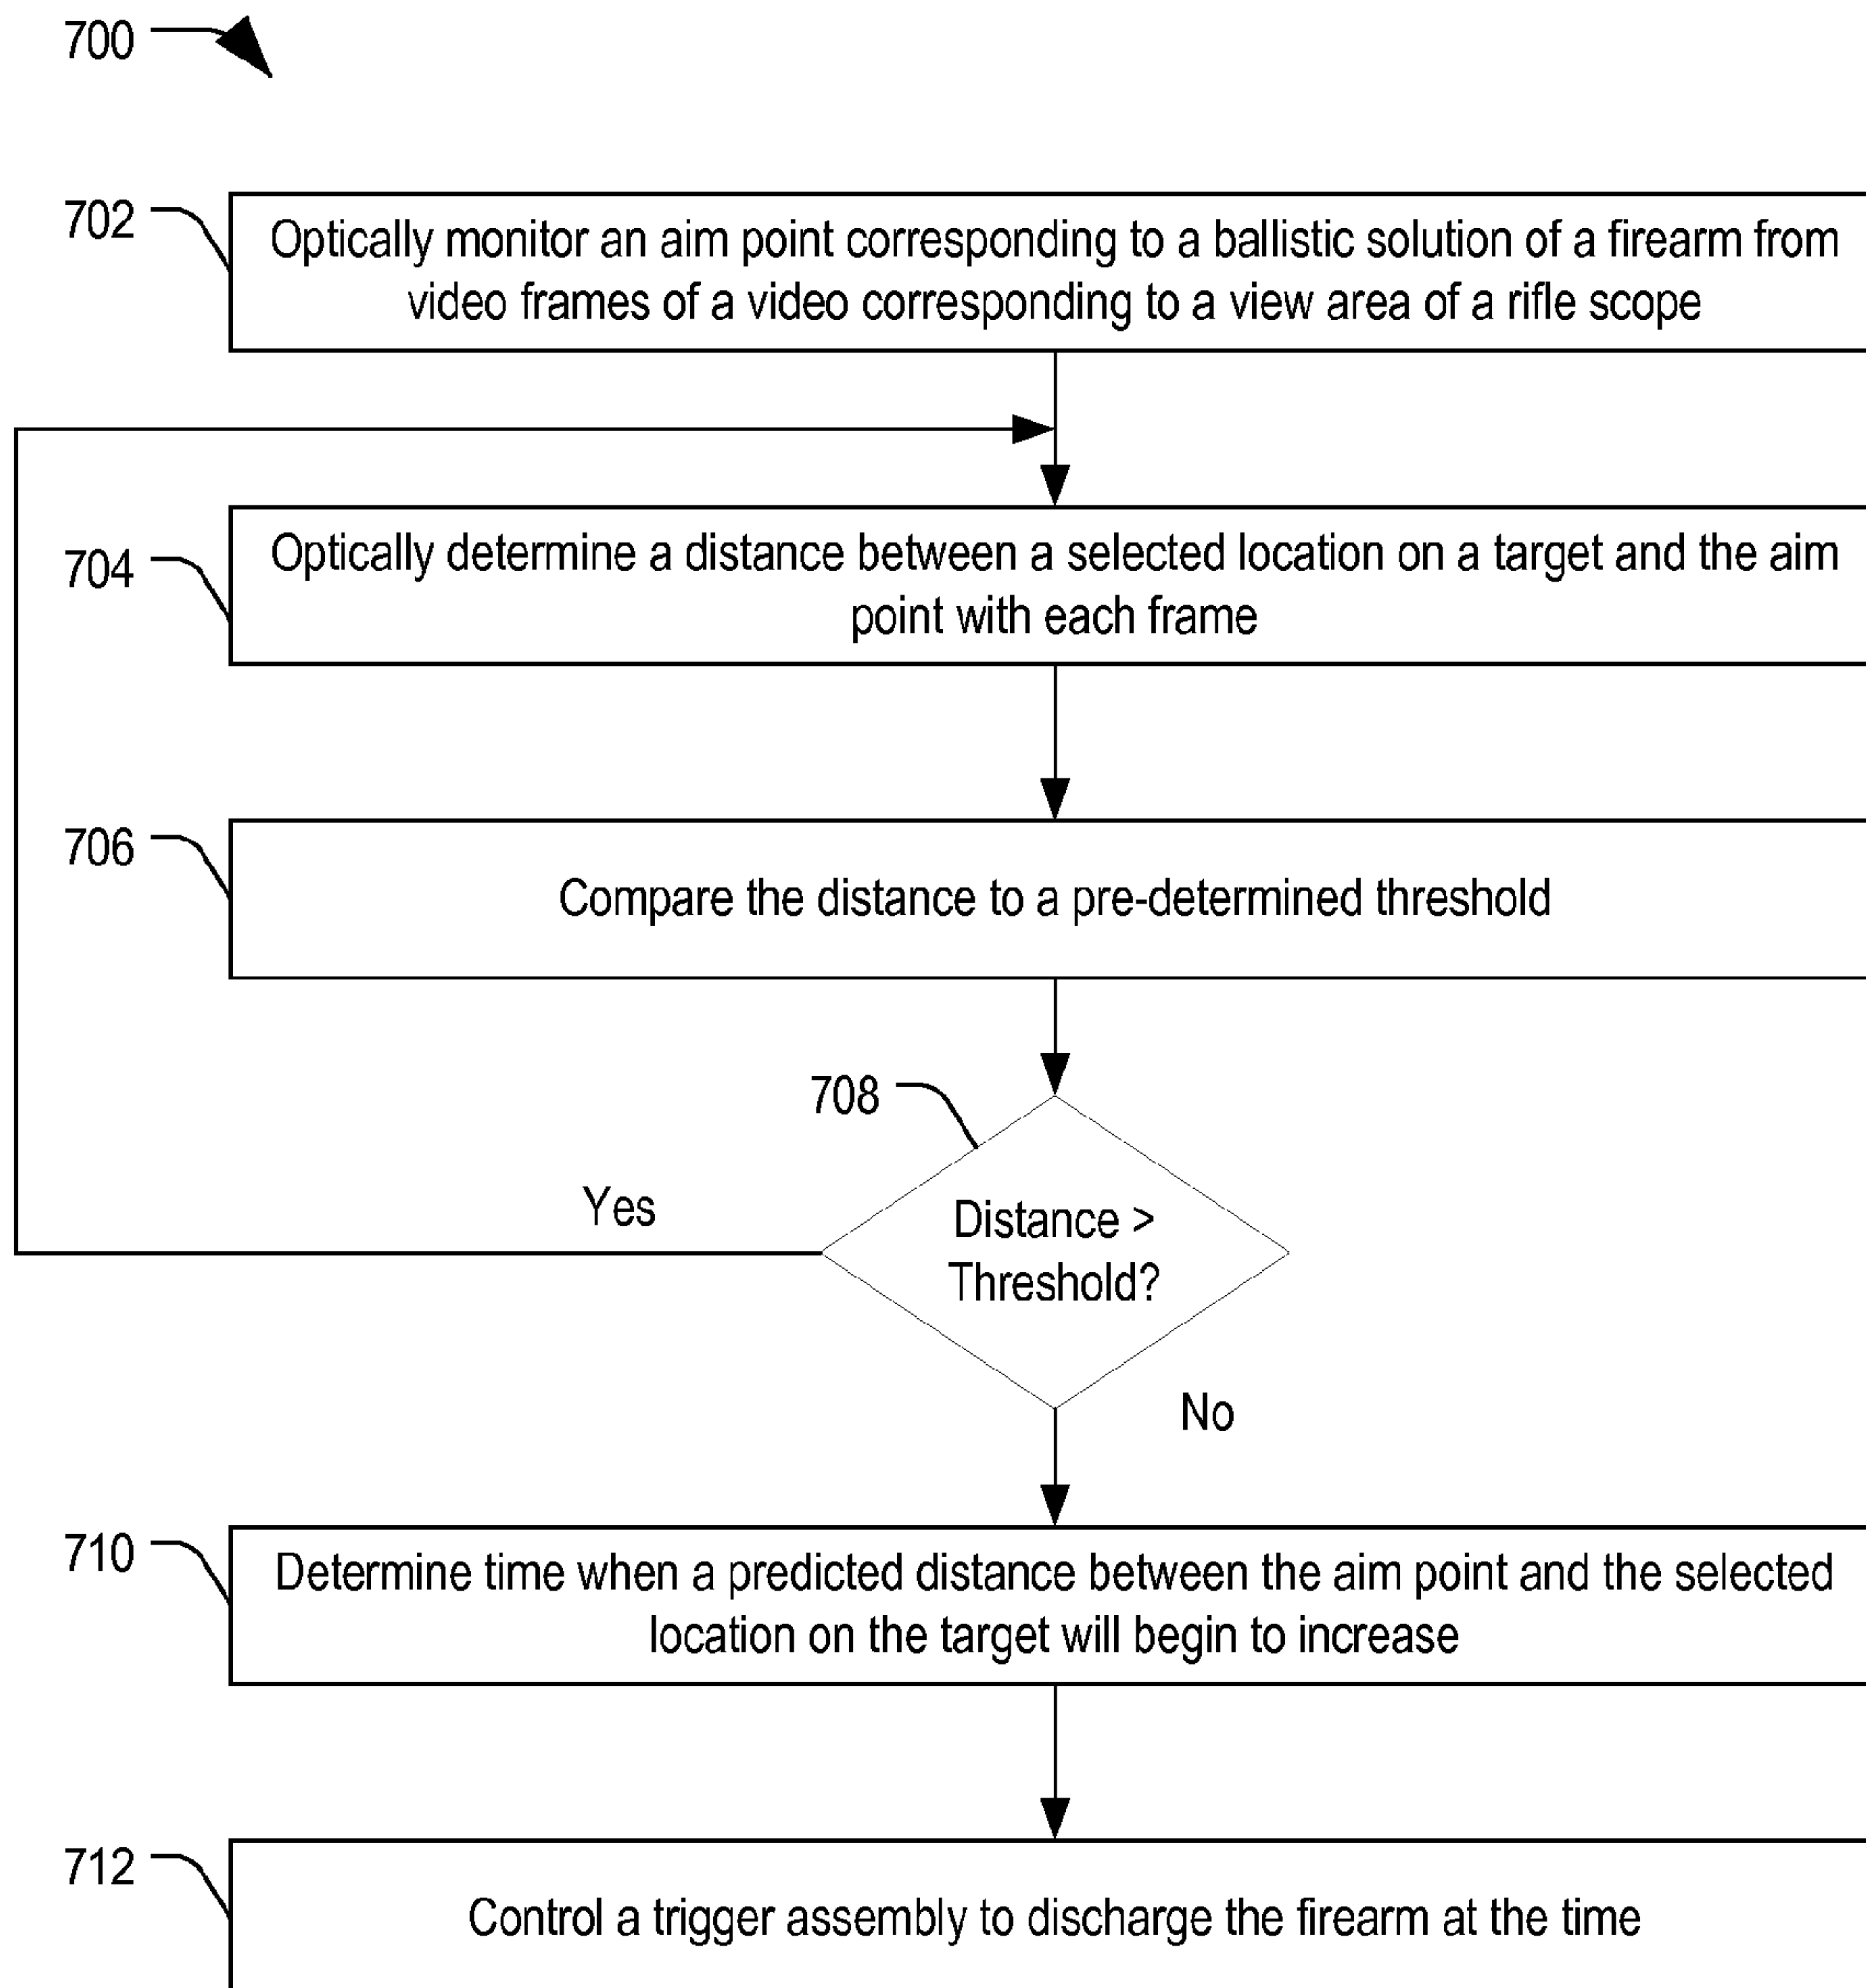 700
702
Optically monitor an aim point corresponding to a ballistic solution of a firearm from
video frames of a video corresponding to a view area of a rifle scope
704
Optically determine a distance between a selected location on a target and the aim
point with each frame
706
Compare the distance to a pre-determined threshold
708
Distance >
Threshold?
Yes
No
710
Determine time when a predicted distance between the aim point and the selected
location on the target will begin to increase
712
Control a trigger assembly to discharge the firearm at the time